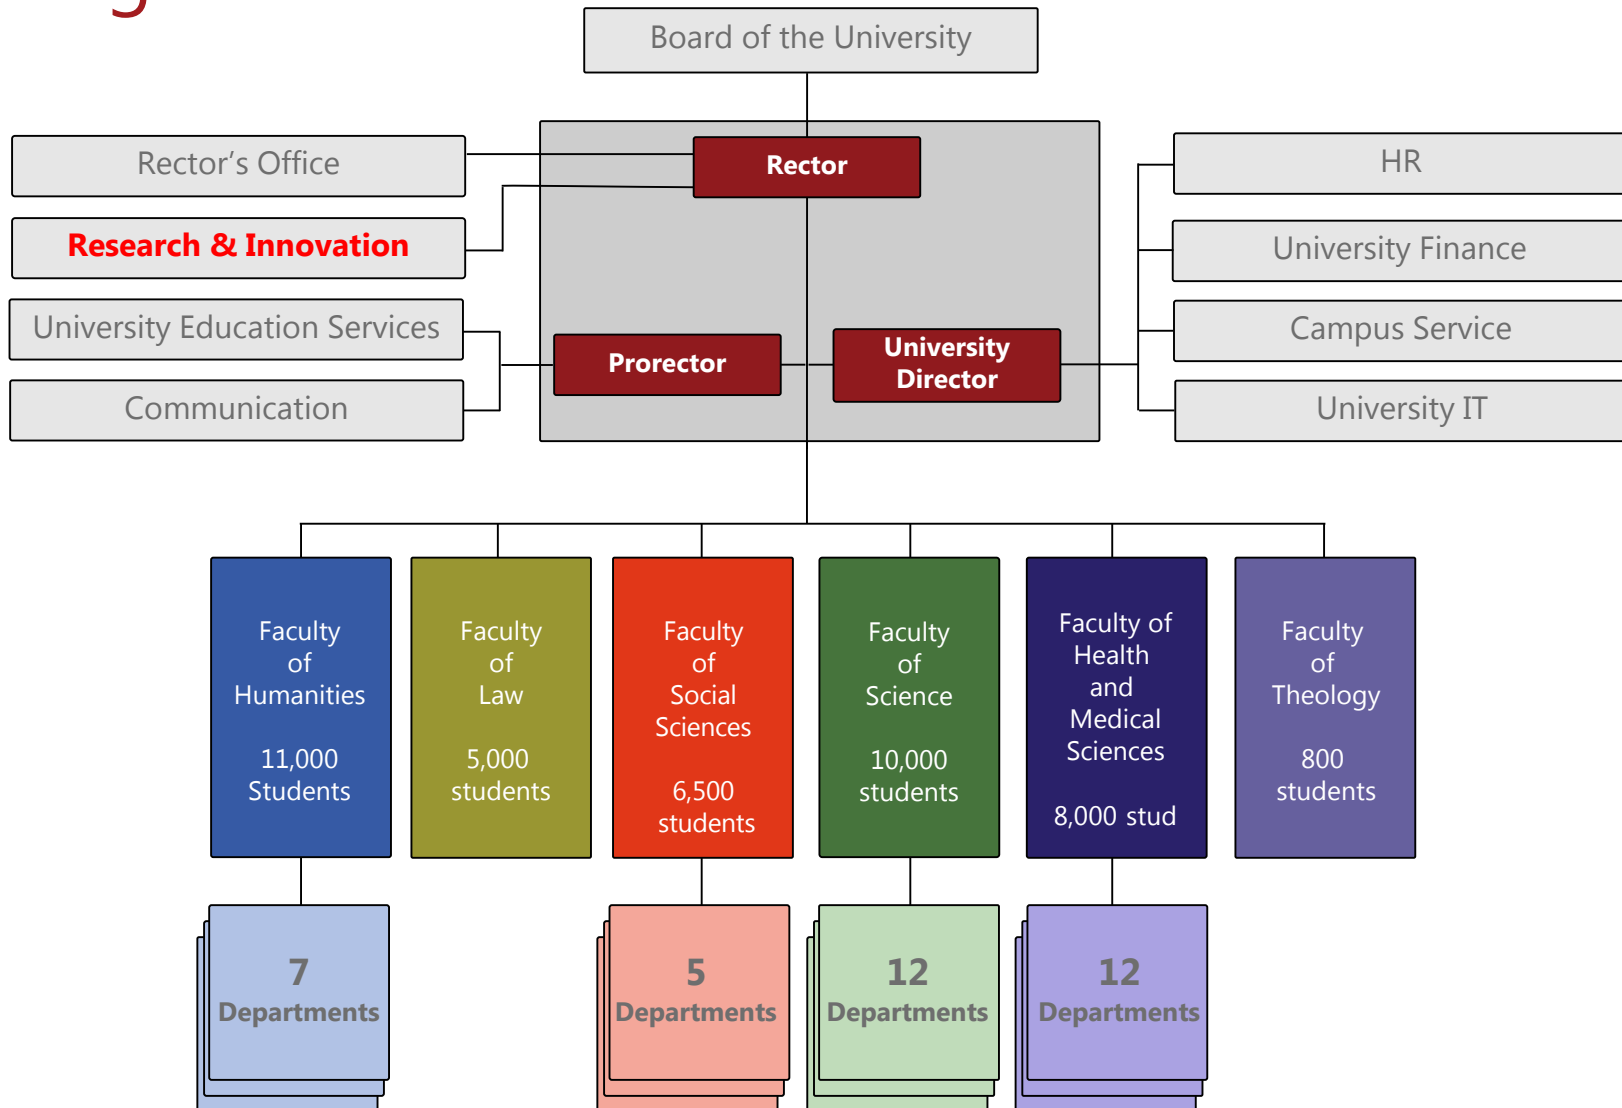 Board of the University
Rector's Office
Rector
HR
Research & Innovation
University Finance
University Education Services
Prorector
University
Director
Campus Service
Communication
University IT
Faculty
of
Humanities
11,000
Students
Faculty
of
Law
5,000
students
Faculty
of
Social
Sciences
6,500
students
Faculty
of
Science
10,000
students
Faculty of
Health
and
Medical
Sciences
8,000 stud
Faculty
of
Theology
800
students
7
Departments
5
Departments
12
Departments
12
Departments